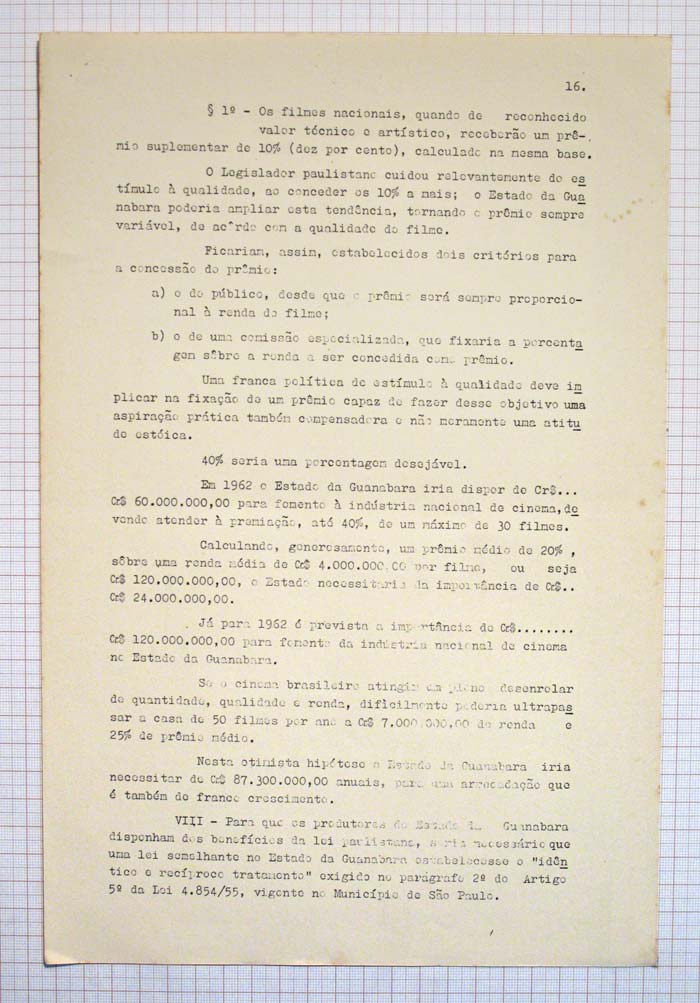 16.
§ 1º - Os filmes nacionais, quando de reconhecido
valor técnico e artístico, receberão um prê-
mio suplementar de 10% (dez por cento), calculado na mesma base.
O Legislador paulistano cuidou relevantemente do es
tímulo à qualidade, ao conceder os 10% a mais; o Estado da Gua
nabara poderia ampliar esta tendência, tornando o prêmio sempre
variável, de acôrdo com a qualidade do filme.
Ficariam, assim, estabelecidos dois critérios para
a concessão do prêmio:
a) o do público, desde que o prêmio será sempre proporcio-
nal à renda do filme;
b) o de uma comissão especializada, que fixaria a percenta
gem sôbre a renda a ser concedida como prêmio.
Uma franca política de estímulo à qualidade deve im
plicar na fixação de um prêmio capaz de fazer desse objetivo uma
aspiração prática também compensadora e não meramente uma atitu
de estóica.
40% seria uma percentagem desejável.
Em 1962 o Estado da Guanabara iria dispor de Cr$...
Cr$ 60.000.000,00 para fomento à indústria nacional de cinema,de
vendo atender à premiação, até 40%, de um máximo de 30 filmes.
Calculando, generosamente, um prêmio médio de 20% ,
sôbre uma renda média de Cr$ 4.000.000,00 por filme, ou seja
Cr$ 120.000.000,00, o Estado necessitaria da importância de Cr$..
Cr$ 24.000.000,00.
Já para 1962 é prevista a importância de Cr$........
Cr$ 120.000.000,00 para fomento da indústria nacional de cinema
no Estado da Guanabara.
Se o cinema brasileiro atingir um pleno desenrolar
de quantidade, qualidade e renda, dificilmente poderia ultrapas
sar a casa de 50 filmes por ano a Cr$ 7.000.000,00 de renda e
25% de prêmio médio.
Nesta otimista hipótese o Estado da Guanabara iria
necessitar de Cr$ 87.300.000,00 anuais, para uma arrecadação que
é também de franco crescimento.
VIII - Para que os produtores do Estado da Guanabara
disponham dos benefícios da lei paulistana, seria necessário que
uma lei semelhante no Estado da Guanabara estabelecesse o "idên
tico e recíproco tratamento" exigido no parágrafo 2º do Artigo
5º da Lei 4.854/55, vigente no Município de São Paulo.